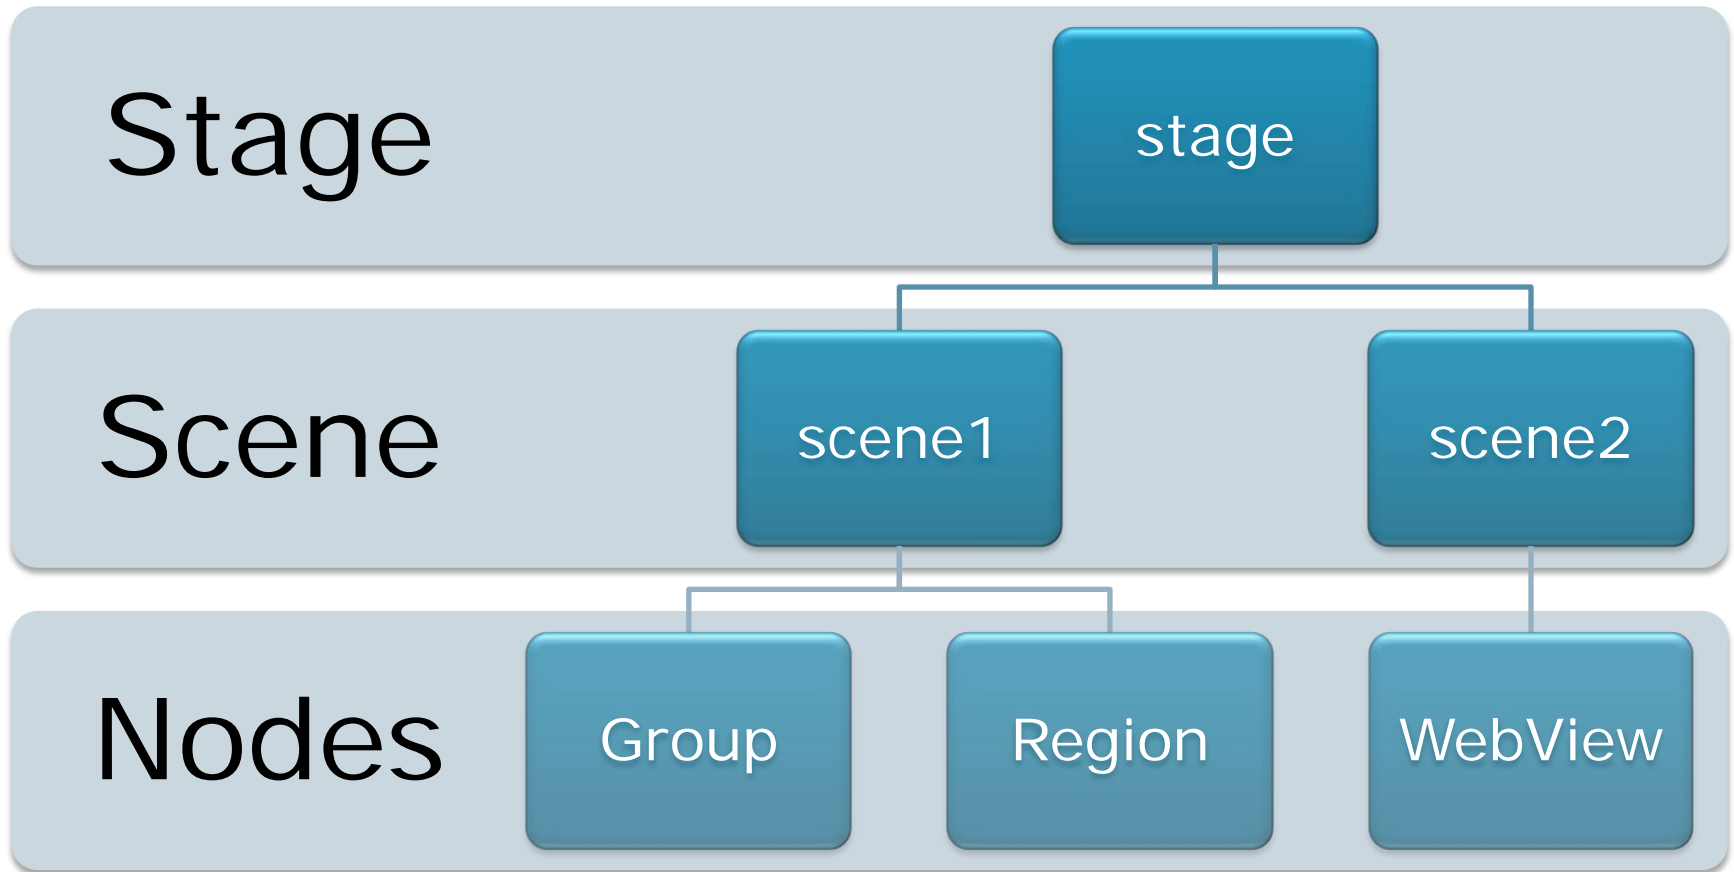 Stage
stage
Scene
scene1
scene2
Nodes
Group
Region
WebView